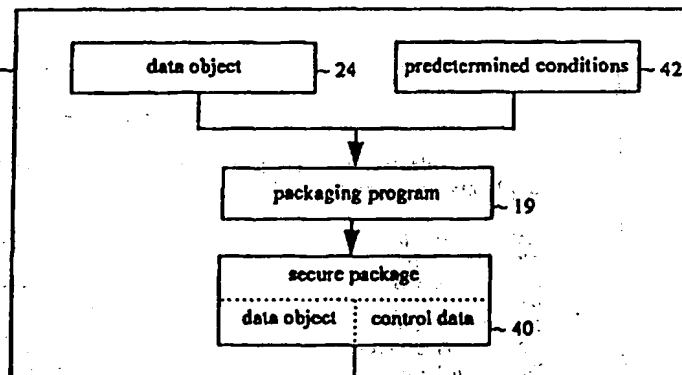 data object ~ 24 predetermined conditions ~ 42
packaging program ~ 19
secure package
data object control data ~ 40